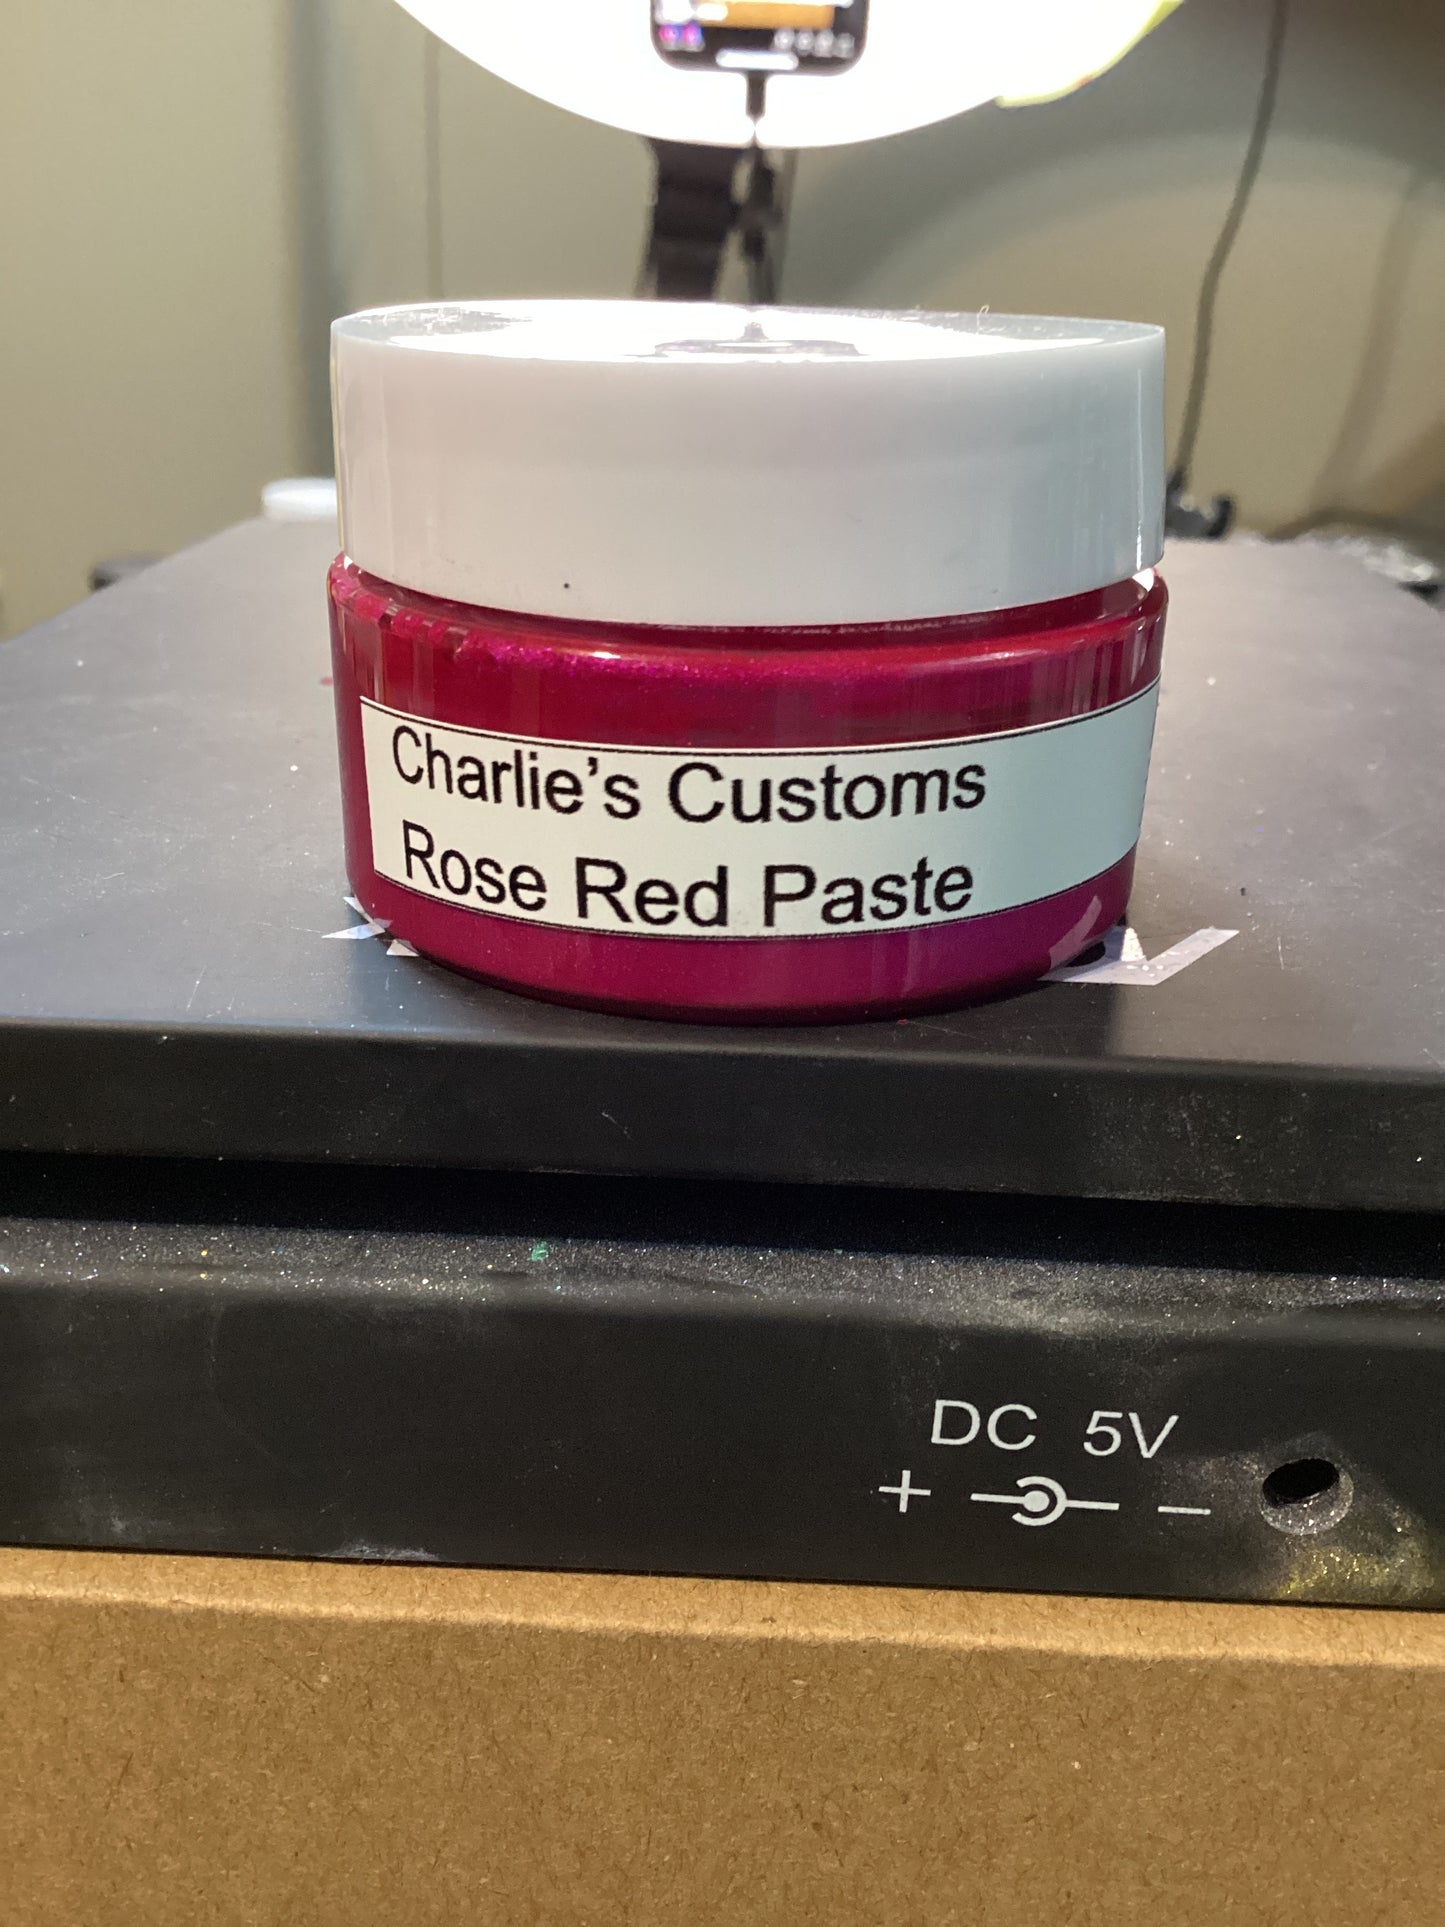 Charlie’s Customs
Rose Red Paste
DC 5V
+ −